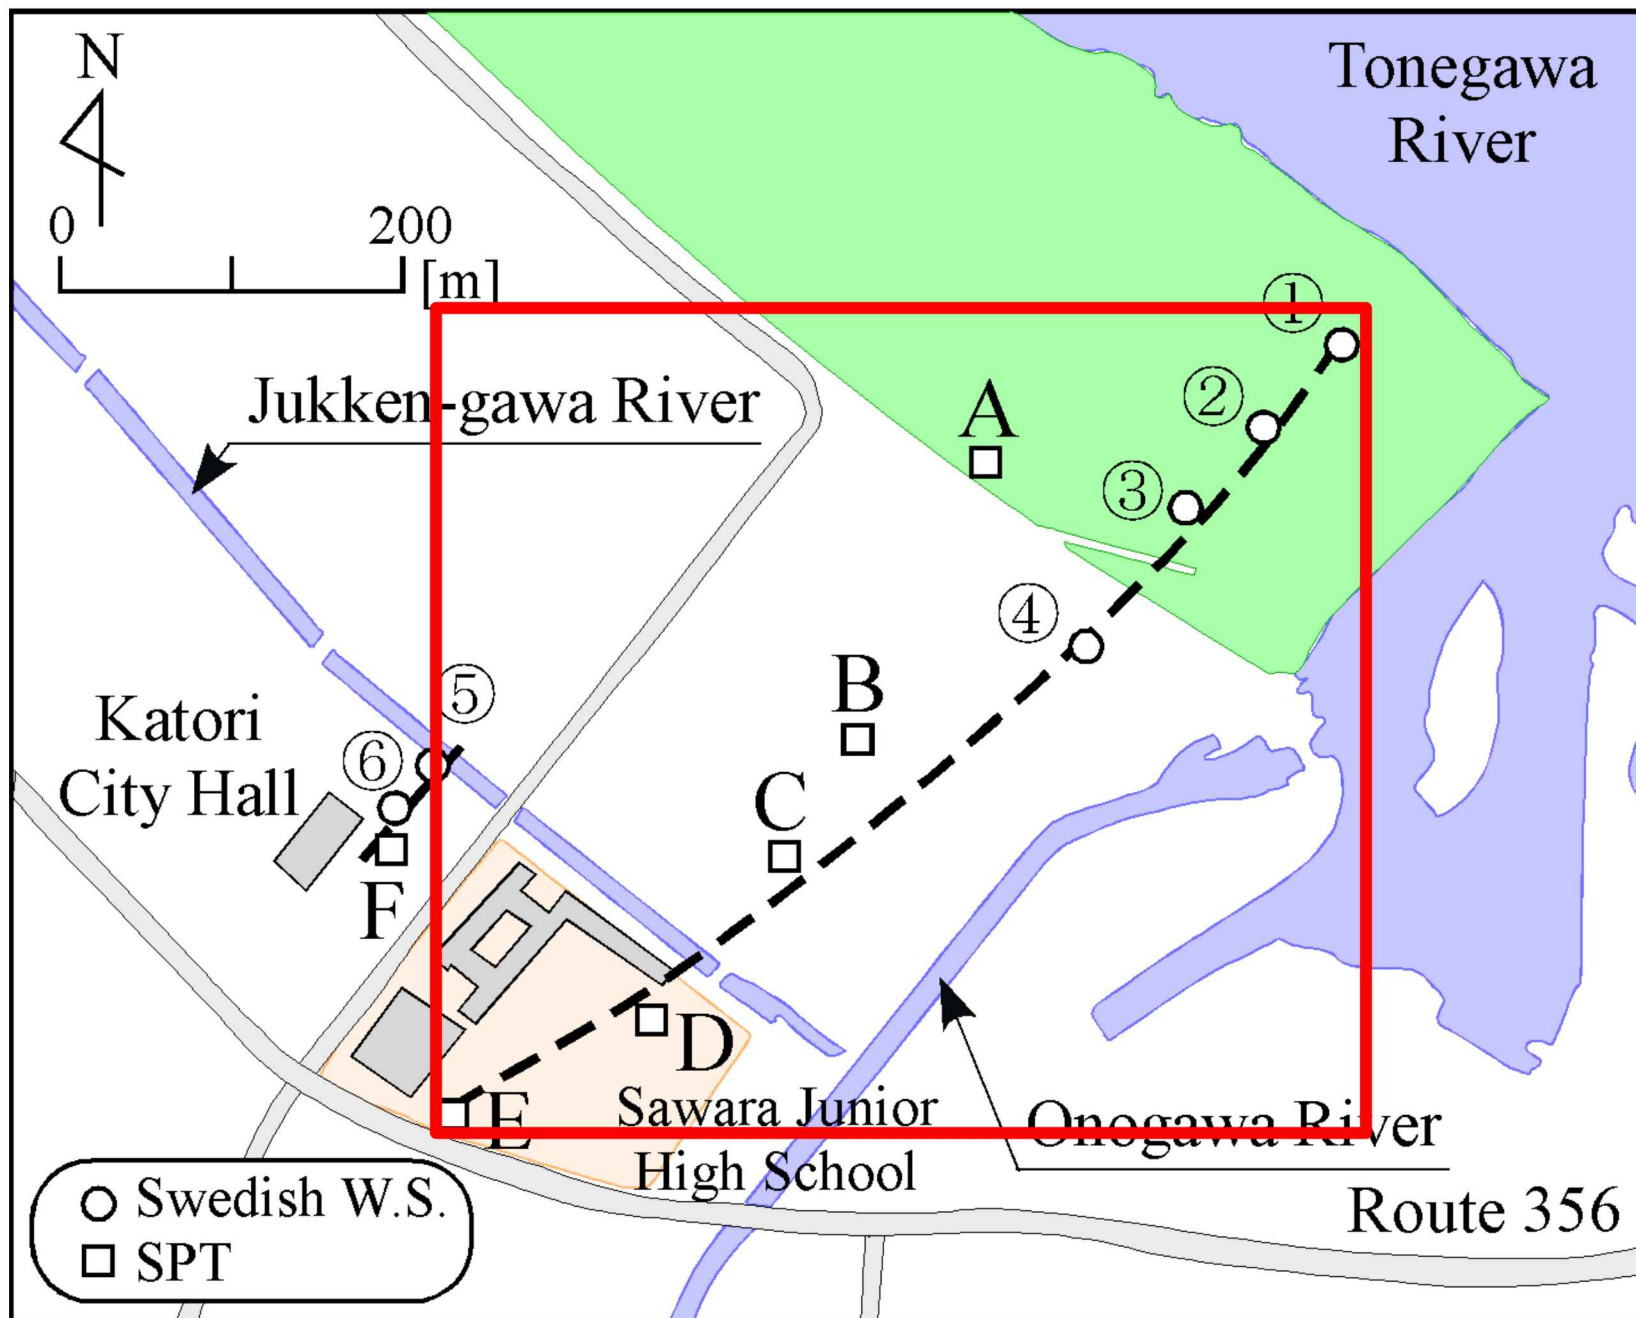 N
Tonegawa
River
0
200
[m]
①
Jukken-gawa River
②
A
③
④
⑤
B
Katori
City Hall
⑥
C
F
D
E
Sawara Junior
High School
Onogawa River
Swedish W.S.
SPT
Route 356